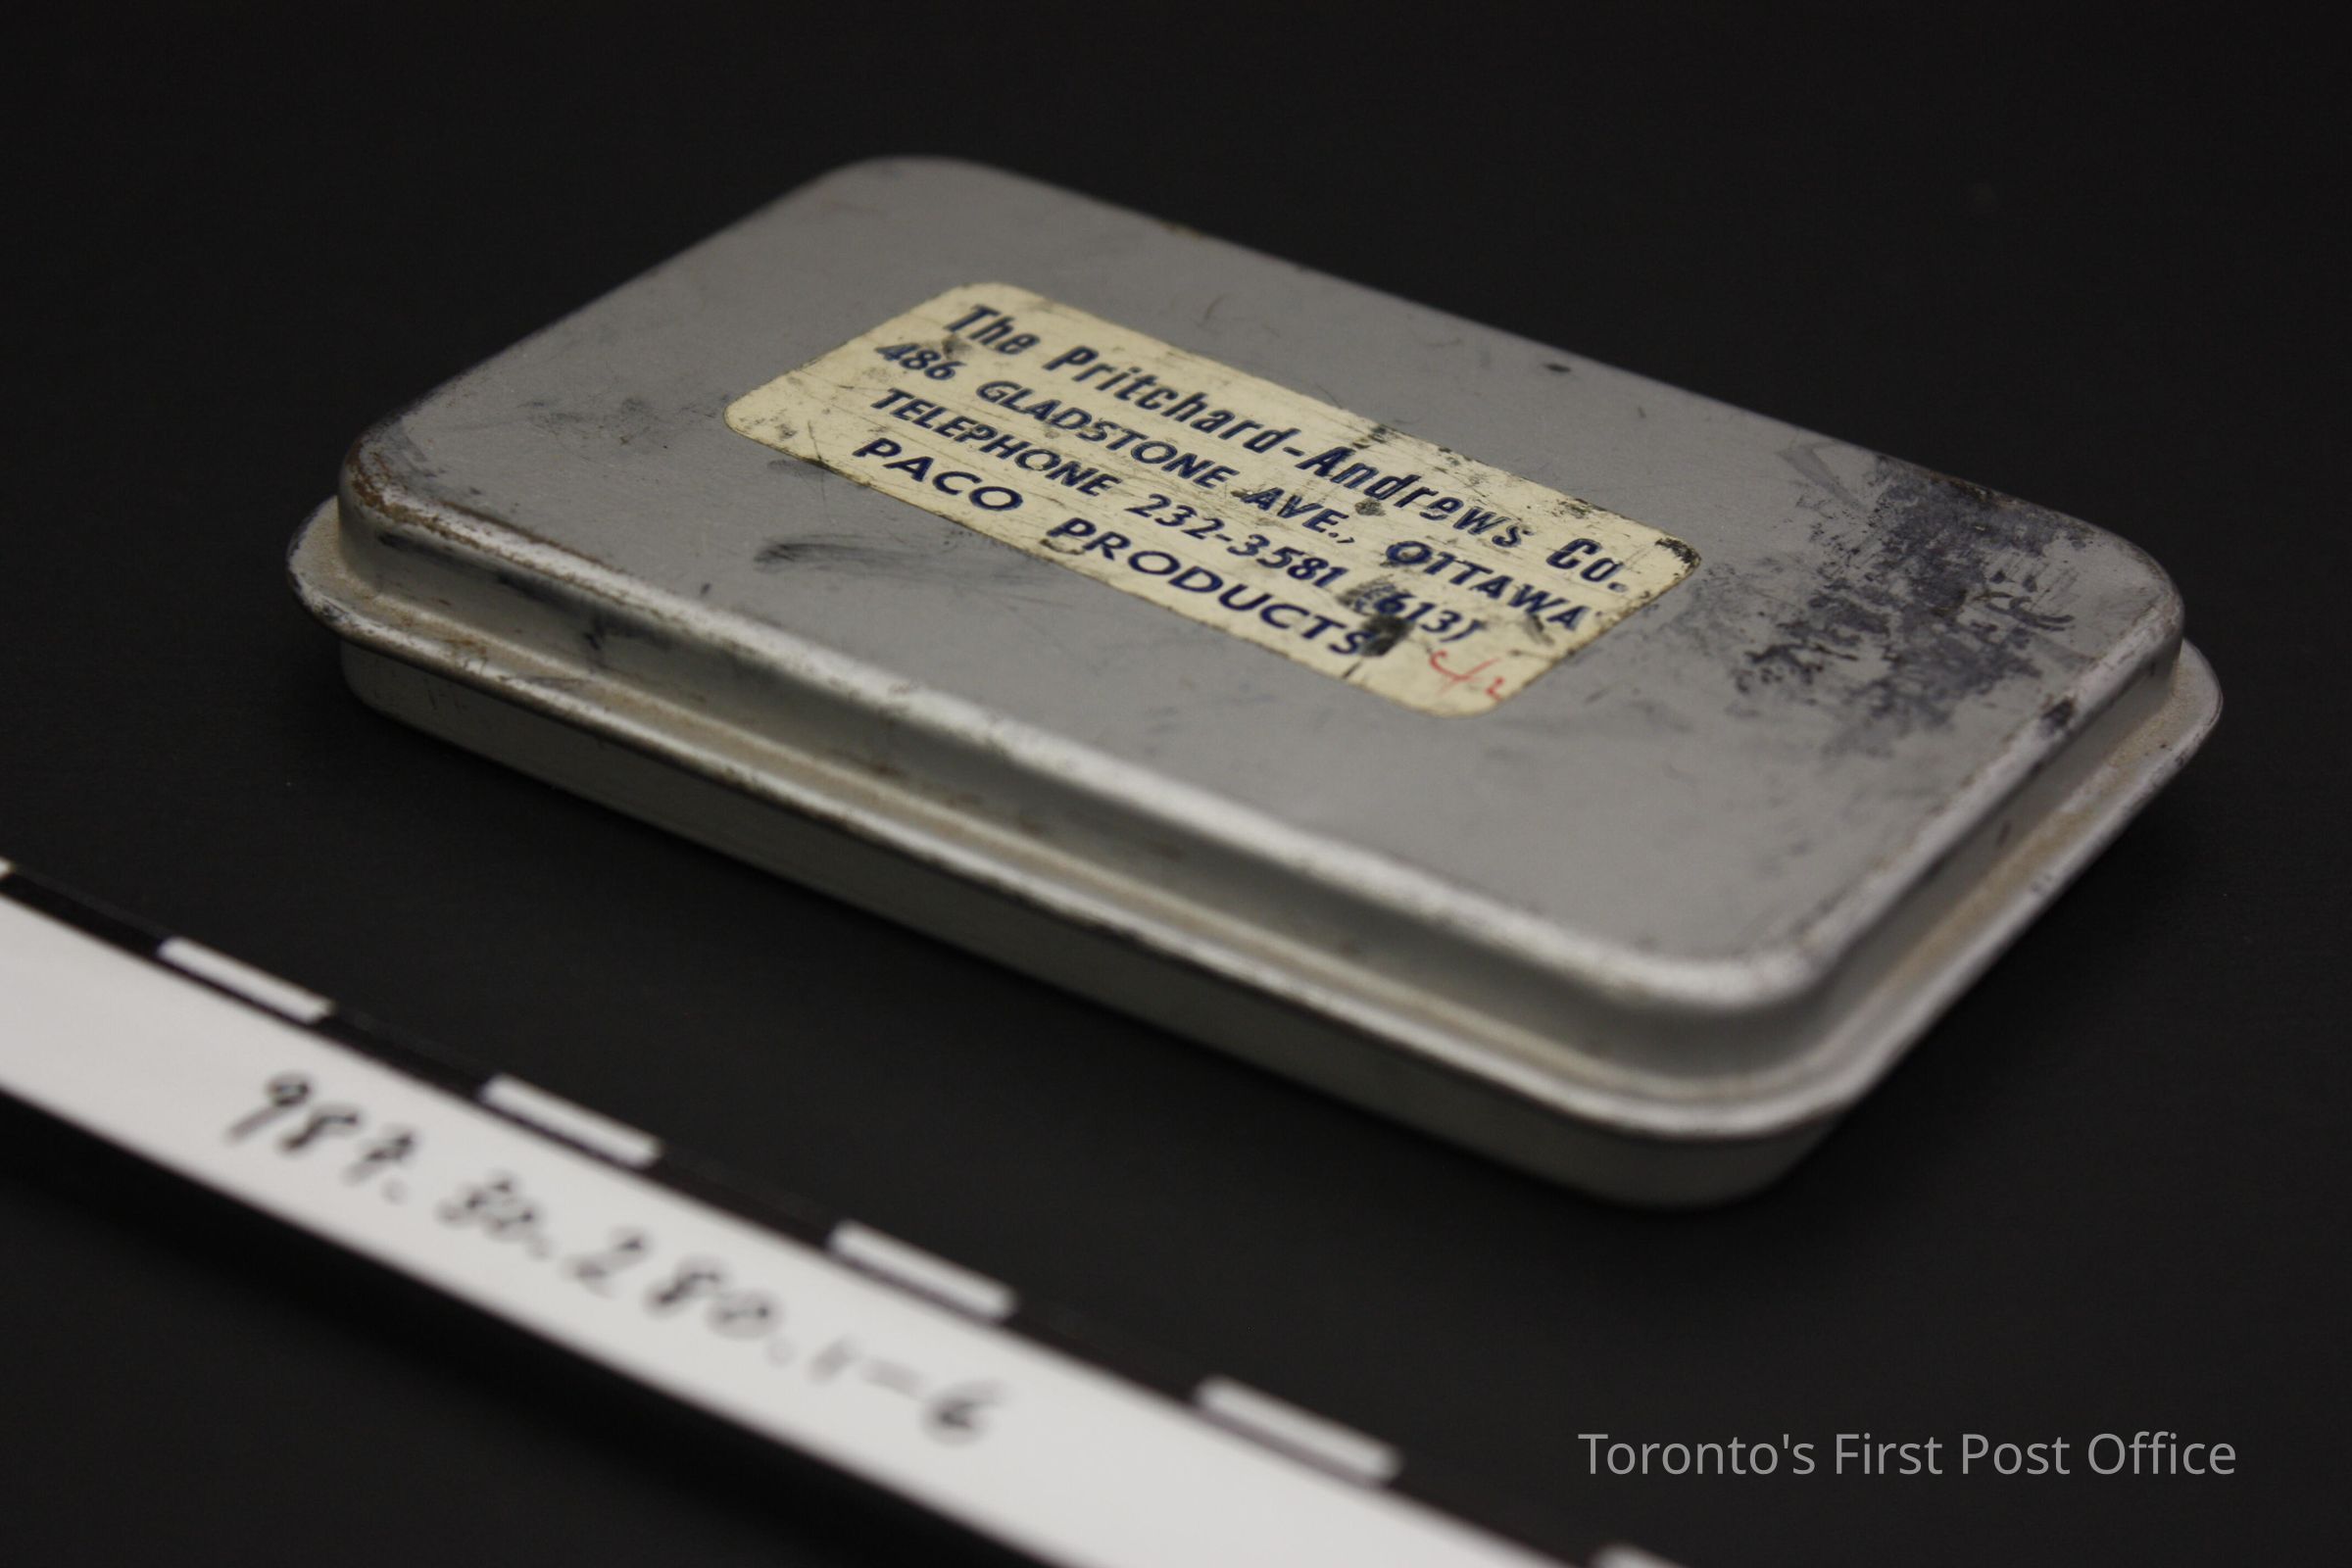 The Pritchard-Andrews Co.
486 GLADSTONE AVE., OTTAWA
TELEPHONE 232-3581 (613)
PACO PRODUCTS
987.30.280.1-6
Toronto's First Post Office